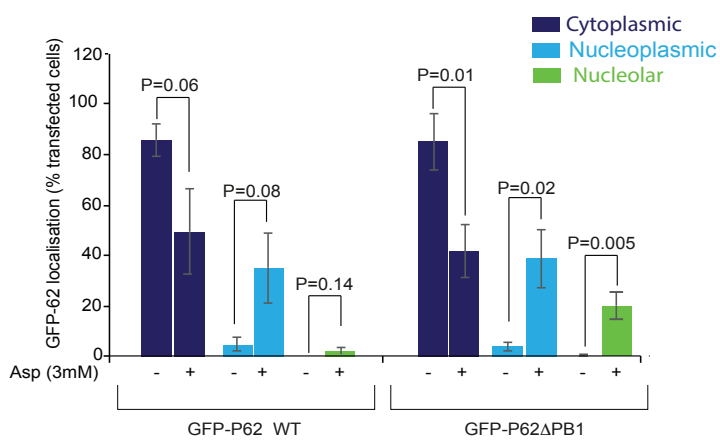 Cytoplasmic
Nucleoplasmic
Nucleolar
GFP-62 localisation (% transfected cells)
120
100
80
60
40
20
0
P=0.06
P=0.08
P=0.14
P=0.01
P=0.02
P=0.005
Asp (3mM) - + - + - + - + - + - +
GFP-P62 WT GFP-P62ΔPB1